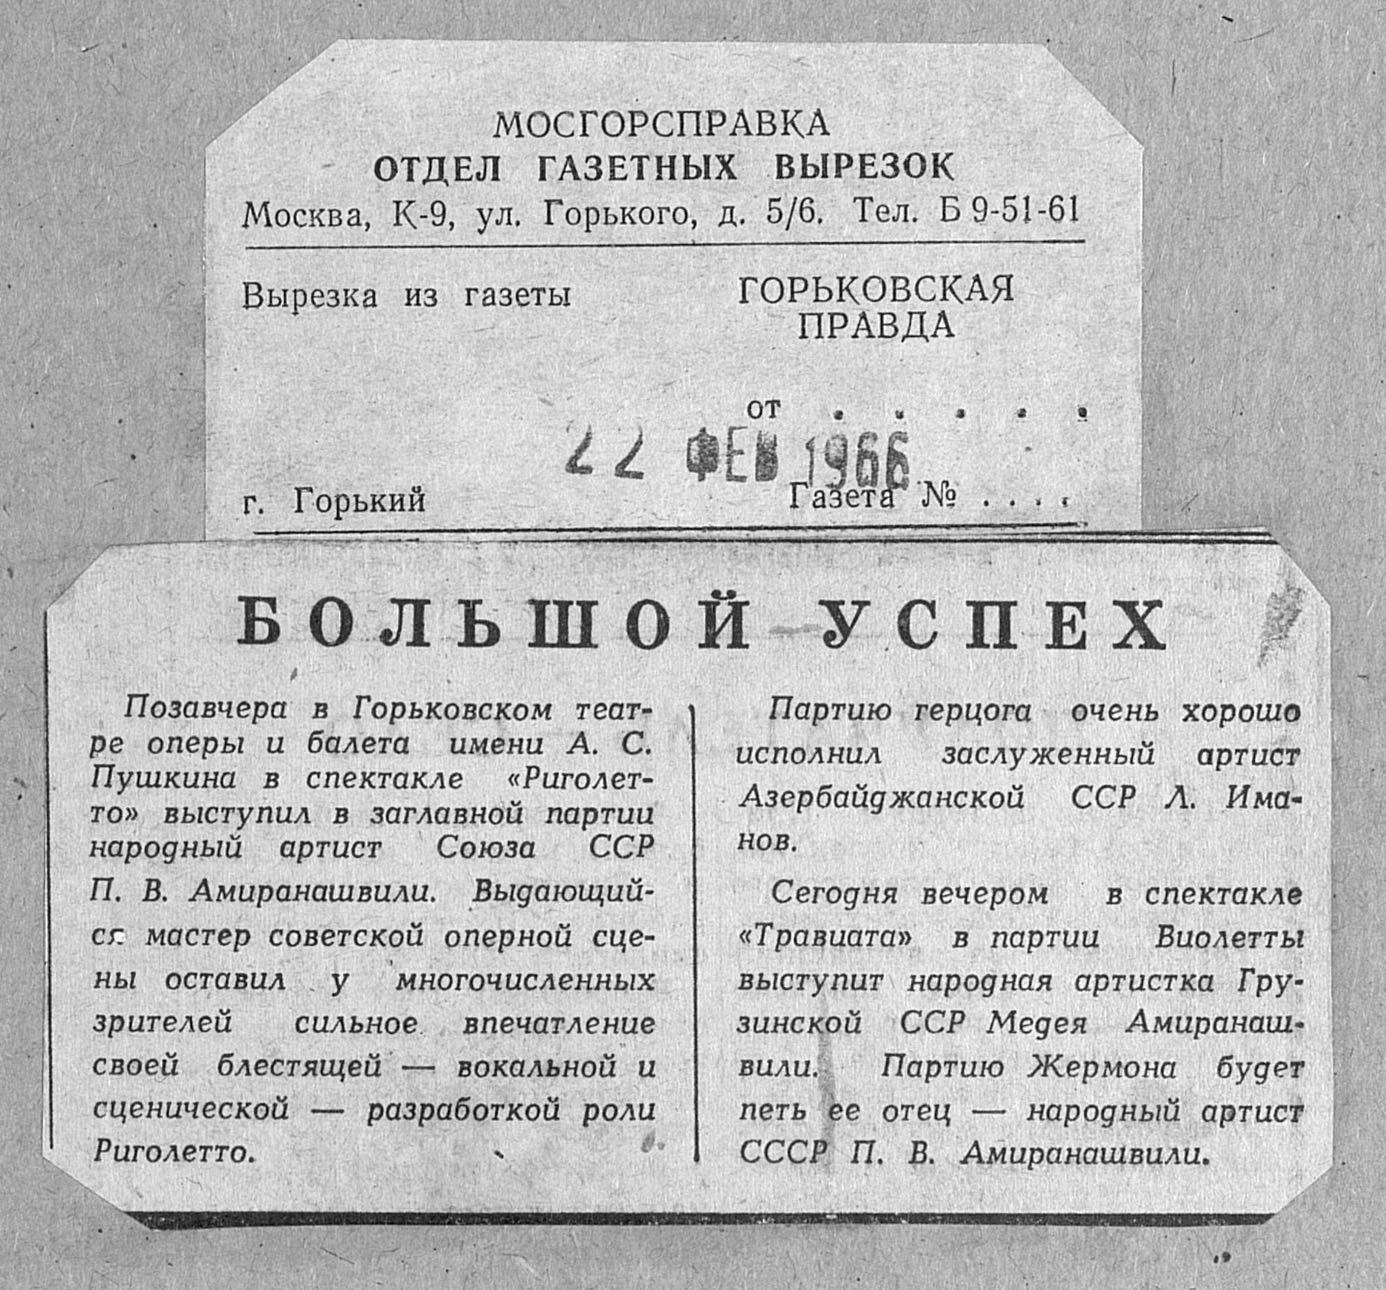 МОСГОРСПРАВКА
ОТДЕЛ ГАЗЕТНЫХ ВЫРЕЗОК
Москва, К-9, ул. Горького, д. 5/6. Тел. Б 9-51-61
Вырезка из газеты
ГОРЬКОВСКАЯ
ПРАВДА
от . . . . .
22 ФЕВ 1966
г. Горький
Газета № . . . .
БОЛЬШОЙ УСПЕХ
Позавчера в Горьковском теат-
ре оперы и балета имени А. С.
Пушкина в спектакле «Риголет-
то» выступил в заглавной партии
народный артист Союза ССР
П. В. Амиранашвили. Выдающий-
ся мастер советской оперной сце-
ны оставил у многочисленных
зрителей сильное впечатление
своей блестящей — вокальной и
сценической — разработкой роли
Риголетто.
Партию герцога очень хорошо
исполнил заслуженный артист
Азербайджанской ССР Л. Има-
нов.
Сегодня вечером в спектакле
«Травиата» в партии Виолетты
выступит народная артистка Гру-
зинской ССР Медея Амиранаш-
вили. Партию Жермона будет
петь ее отец — народный артист
СССР П. В. Амиранашвили.